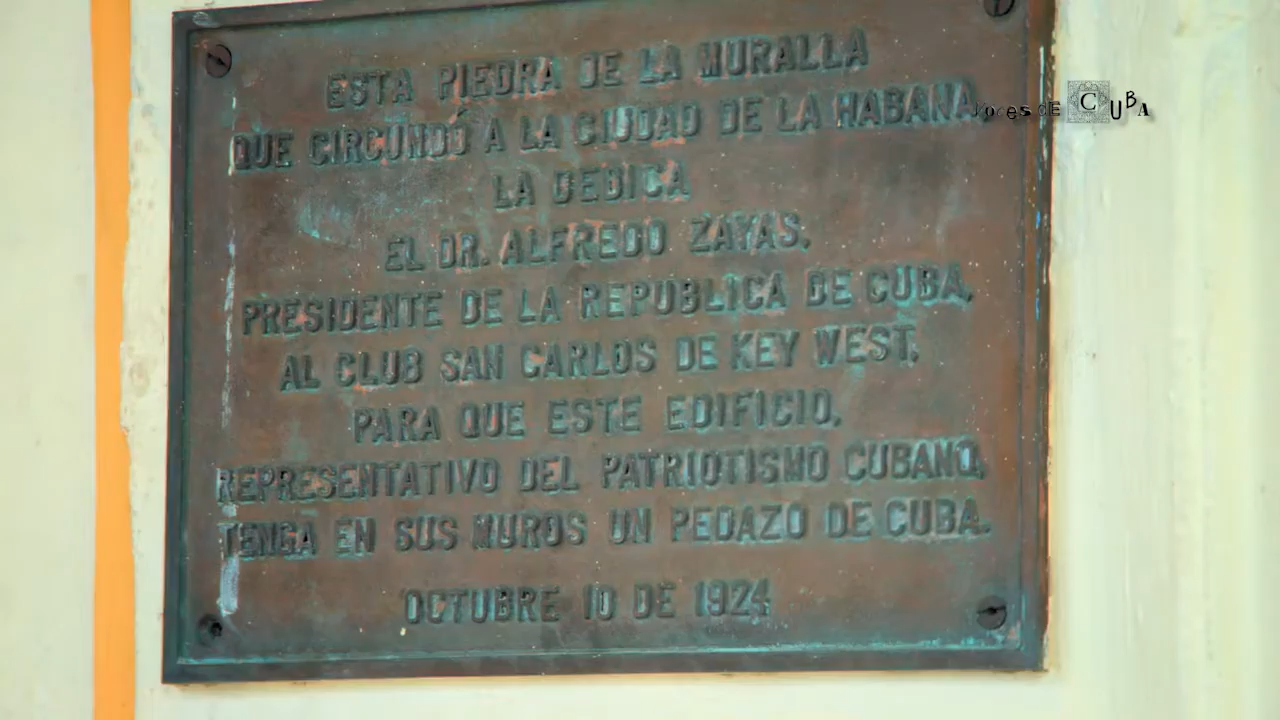 ESTA PIEDRA DE LA MURALLA
QUE CIRCUNDÓ A LA CIUDAD DE LA HABANA,
LA DEDICA
EL DR. ALFREDO ZAYAS,
PRESIDENTE DE LA REPUBLICA DE CUBA,
AL CLUB SAN CARLOS DE KEY WEST,
PARA QUE ESTE EDIFICIO,
REPRESENTATIVO DEL PATRIOTISMO CUBANO,
TENGA EN SUS MUROS UN PEDAZO DE CUBA.
OCTUBRE 10 DE 1924
DE CUBA